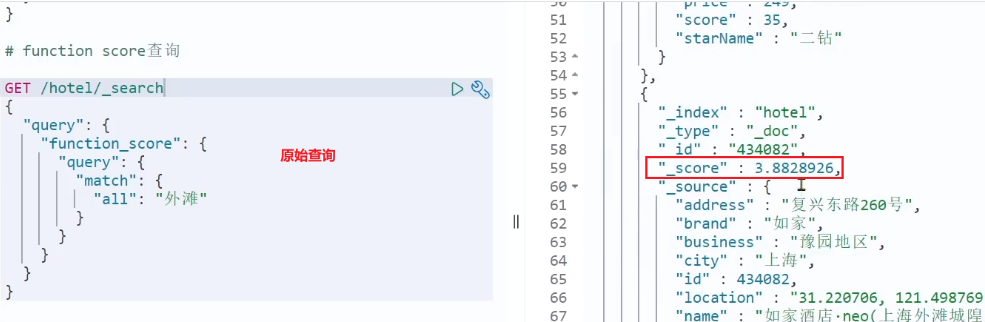 }
# function score查询
GET /hotel/_search
{
"query": {
"function_score": {
"query": {
"match": {
"all": "外滩"
}
}
}
}
}
原始查询
51 "score" : 35,
52 "starName" : "二钻"
53 }
54 },
55 {
56 "_index" : "hotel",
57 "_type" : "_doc",
58 "_id" : "434082",
59 "_score" : 3.8828926,
60 "_source" : {
61 "address" : "复兴东路260号",
62 "brand" : "如家",
63 "business" : "豫园地区",
64 "city" : "上海",
65 "id" : 434082,
66 "location" : "31.220706, 121.498769
67 "name" : "如家酒店·neo(上海外滩城隍